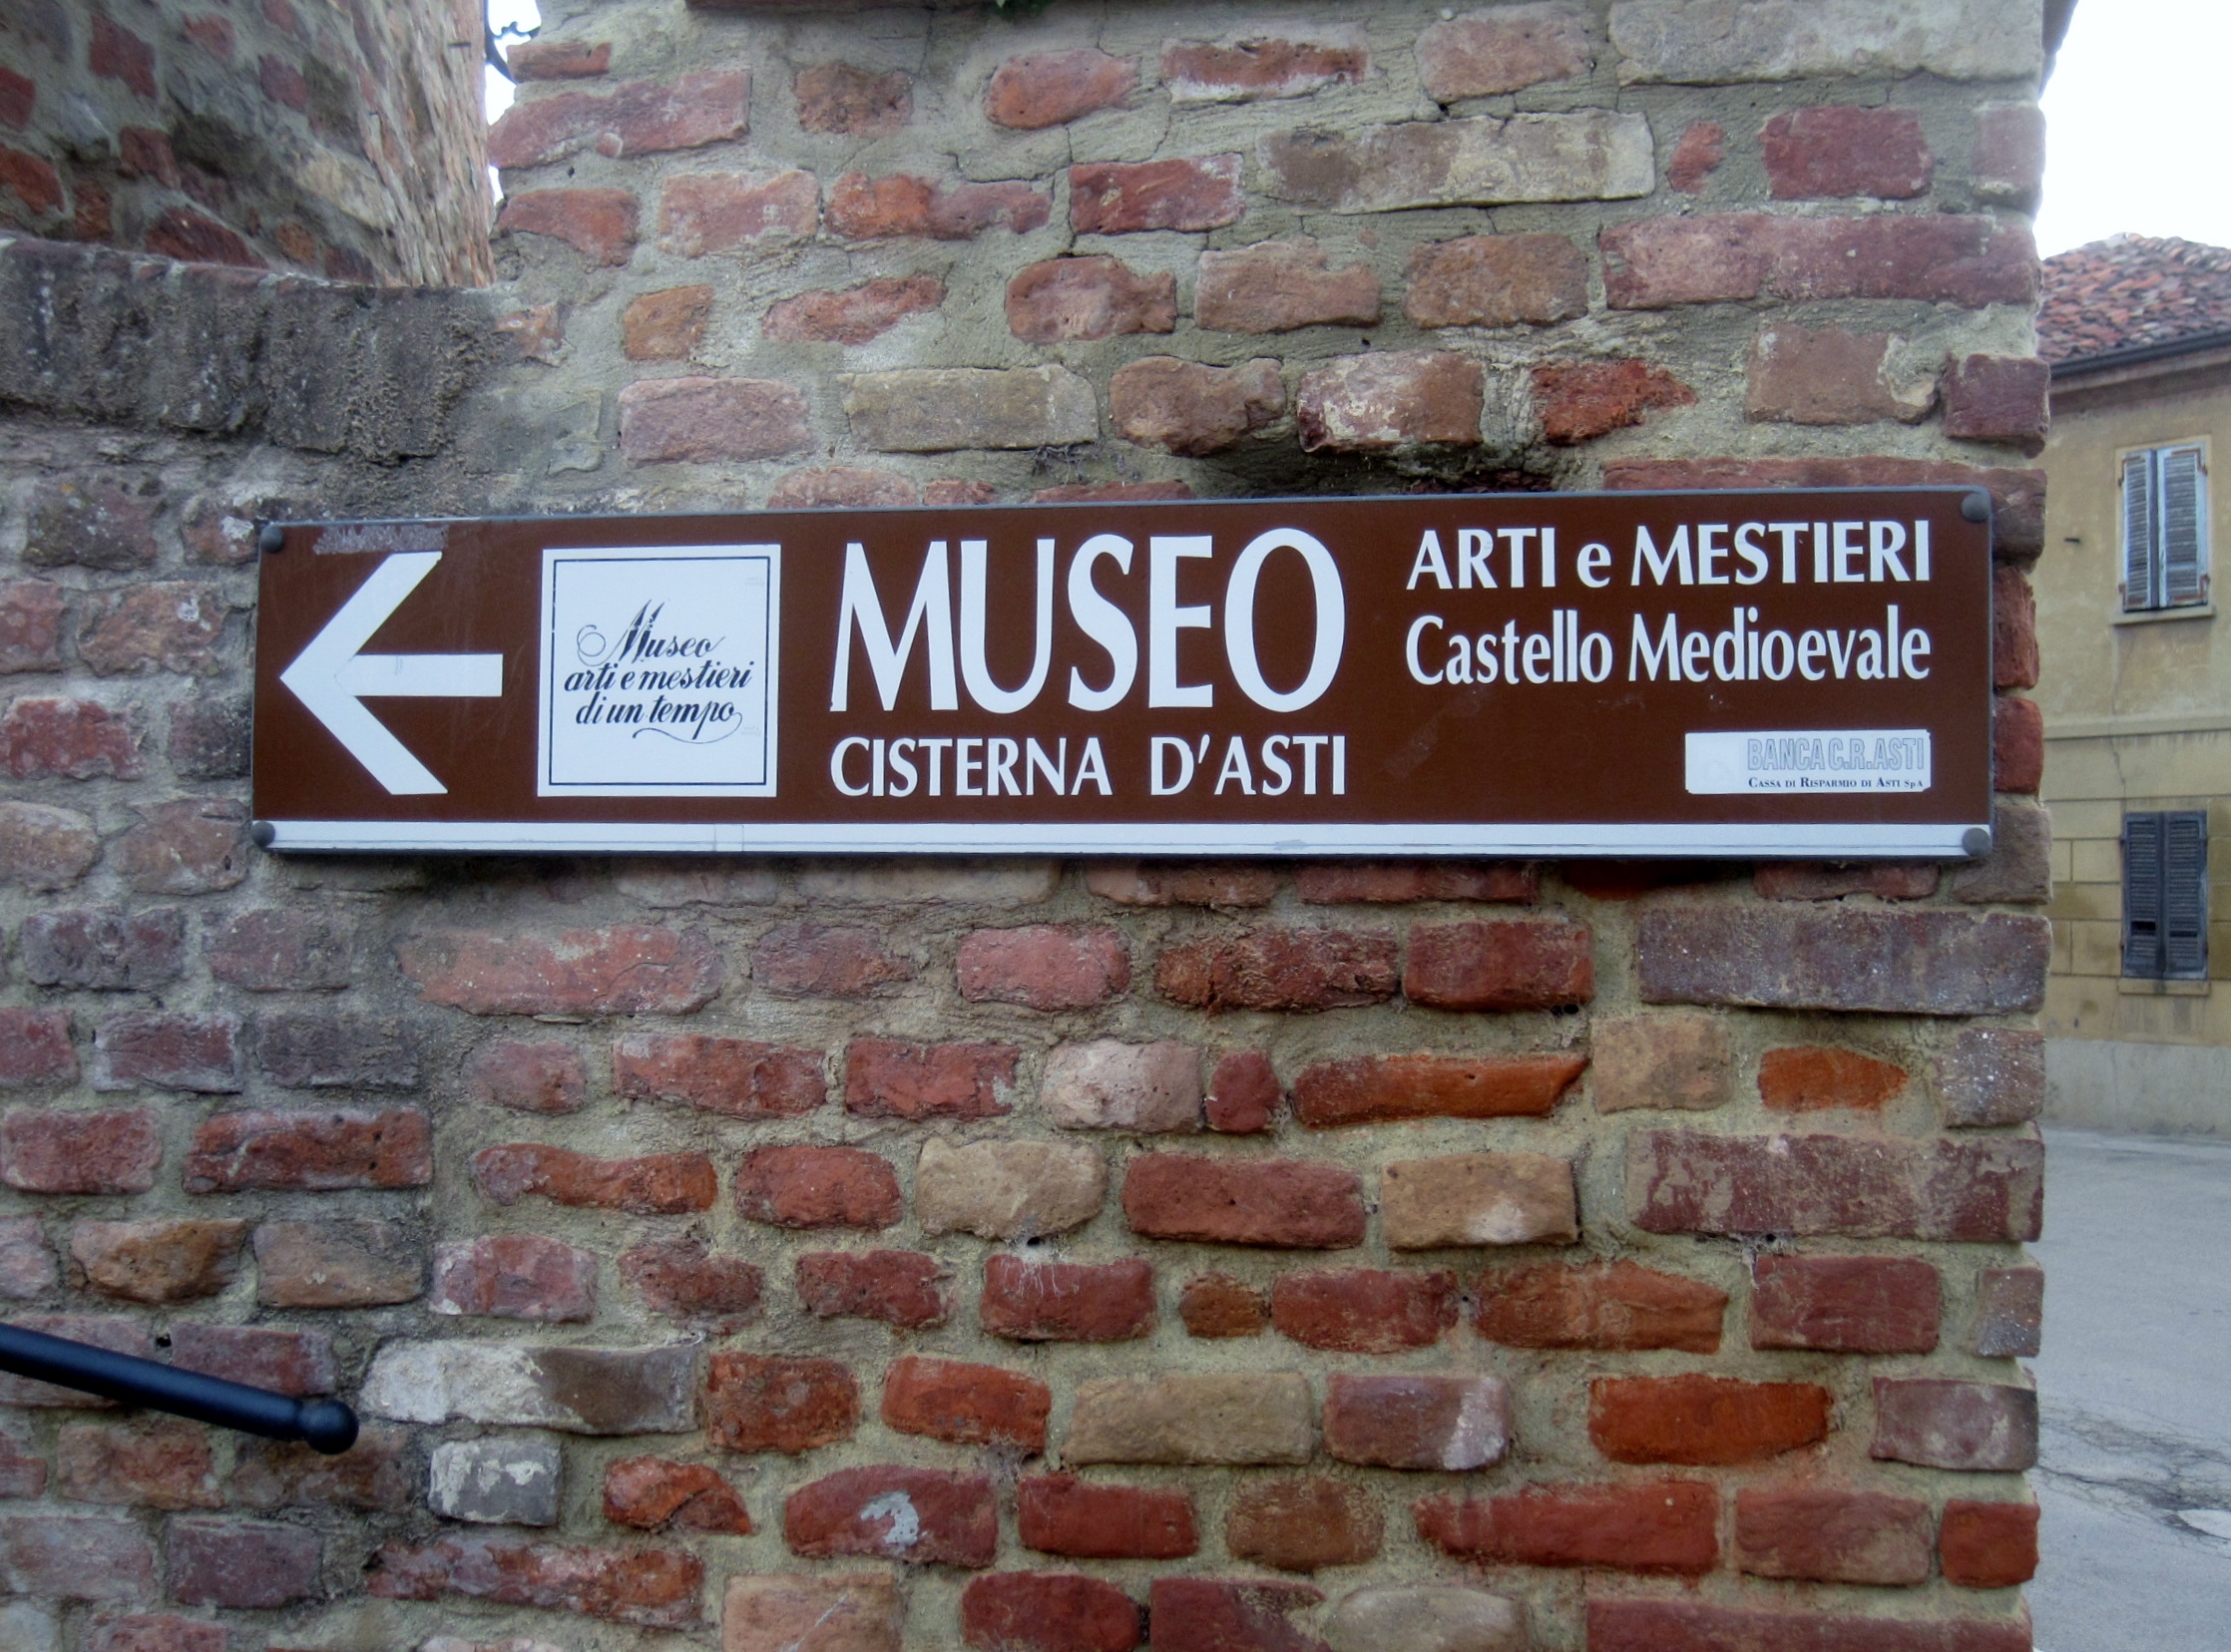 Museo
arti e mestieri
di un tempo
MUSEO
CISTERNA D'ASTI
ARTI e MESTIERI
Castello Medioevale
BANCA C.R.ASTI
CASSA DI RISPARMIO DI ASTI SpA